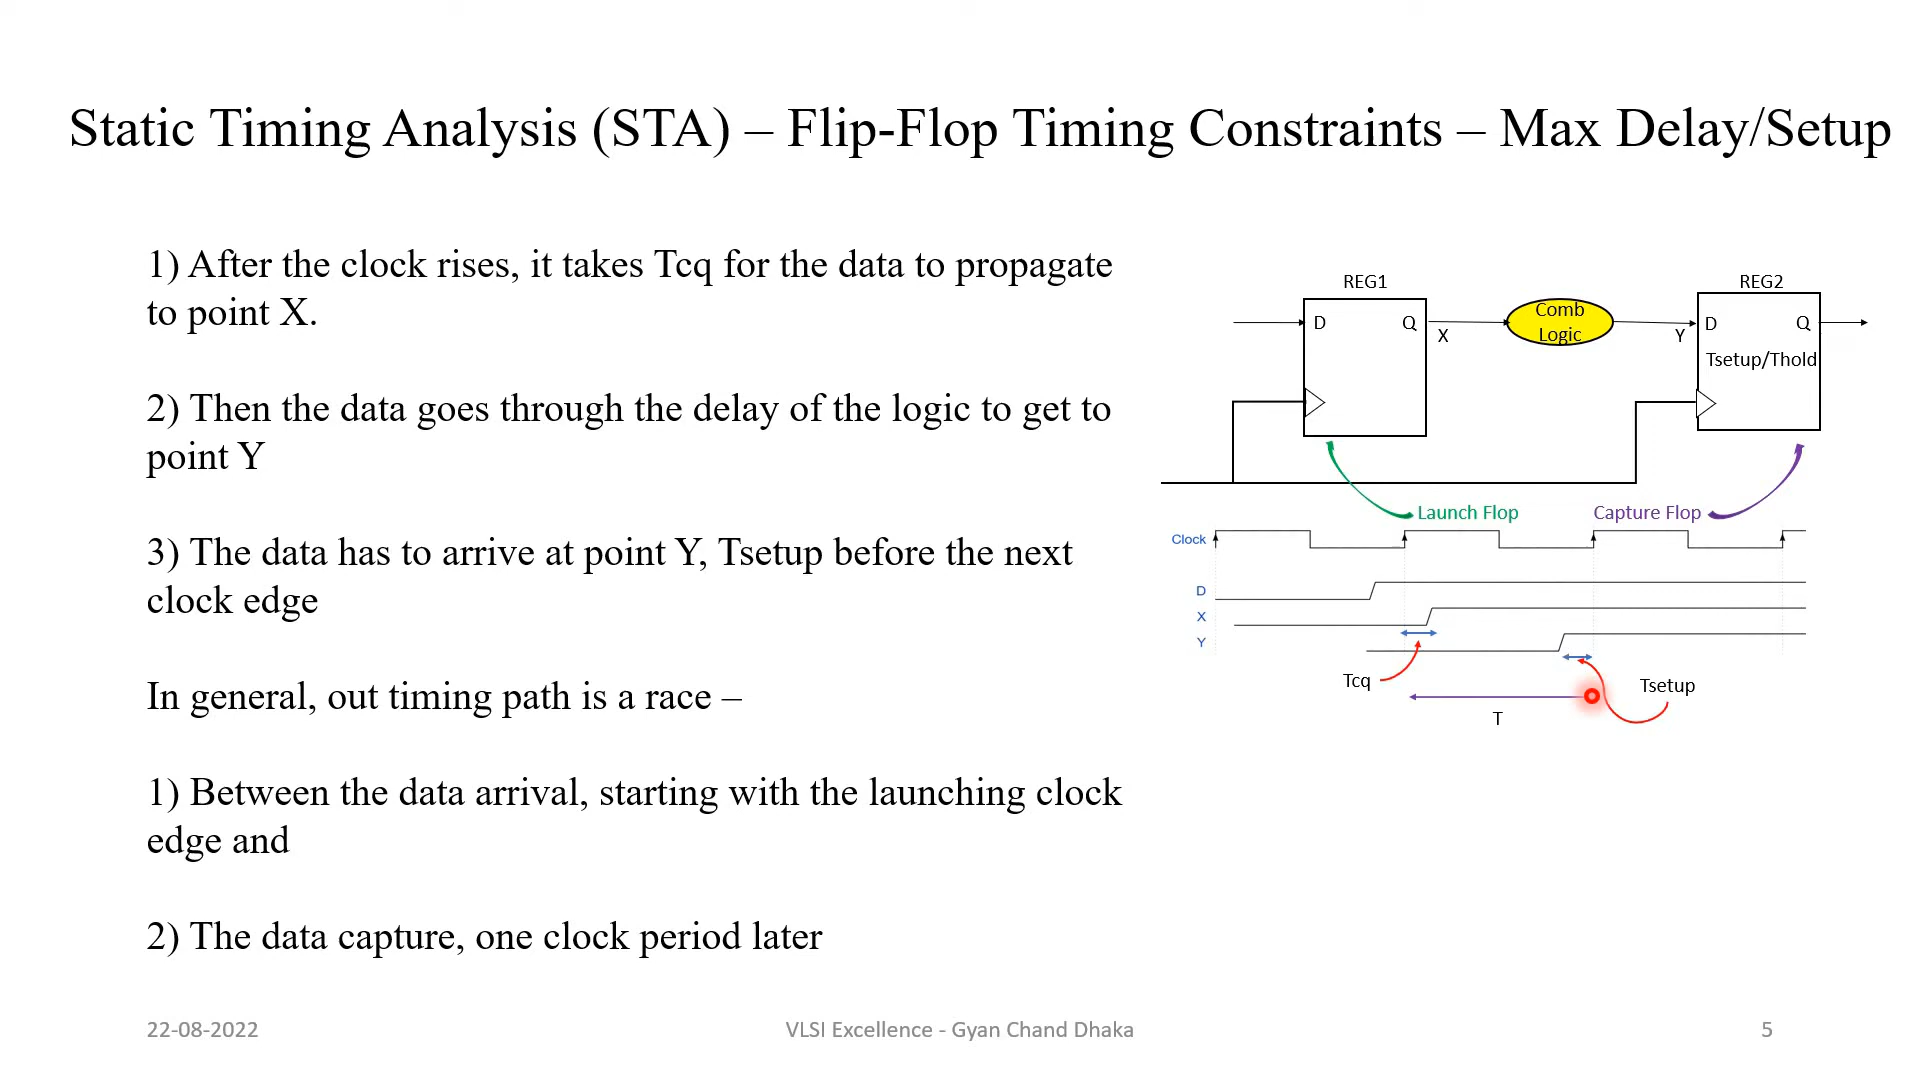 Static Timing Analysis (STA) – Flip-Flop Timing Constraints – Max Delay/Setup
1) After the clock rises, it takes Tcq for the data to propagate
to point X.
2) Then the data goes through the delay of the logic to get to
point Y
3) The data has to arrive at point Y, Tsetup before the next
clock edge
In general, out timing path is a race –
1) Between the data arrival, starting with the launching clock
edge and
2) The data capture, one clock period later
REG1
REG2
D
Q
X
Comb
Logic
Y
D
Q
Tsetup/Thold
Launch Flop
Capture Flop
Clock
D
X
Y
Tcq
Tsetup
T
22-08-2022
VLSI Excellence - Gyan Chand Dhaka
5